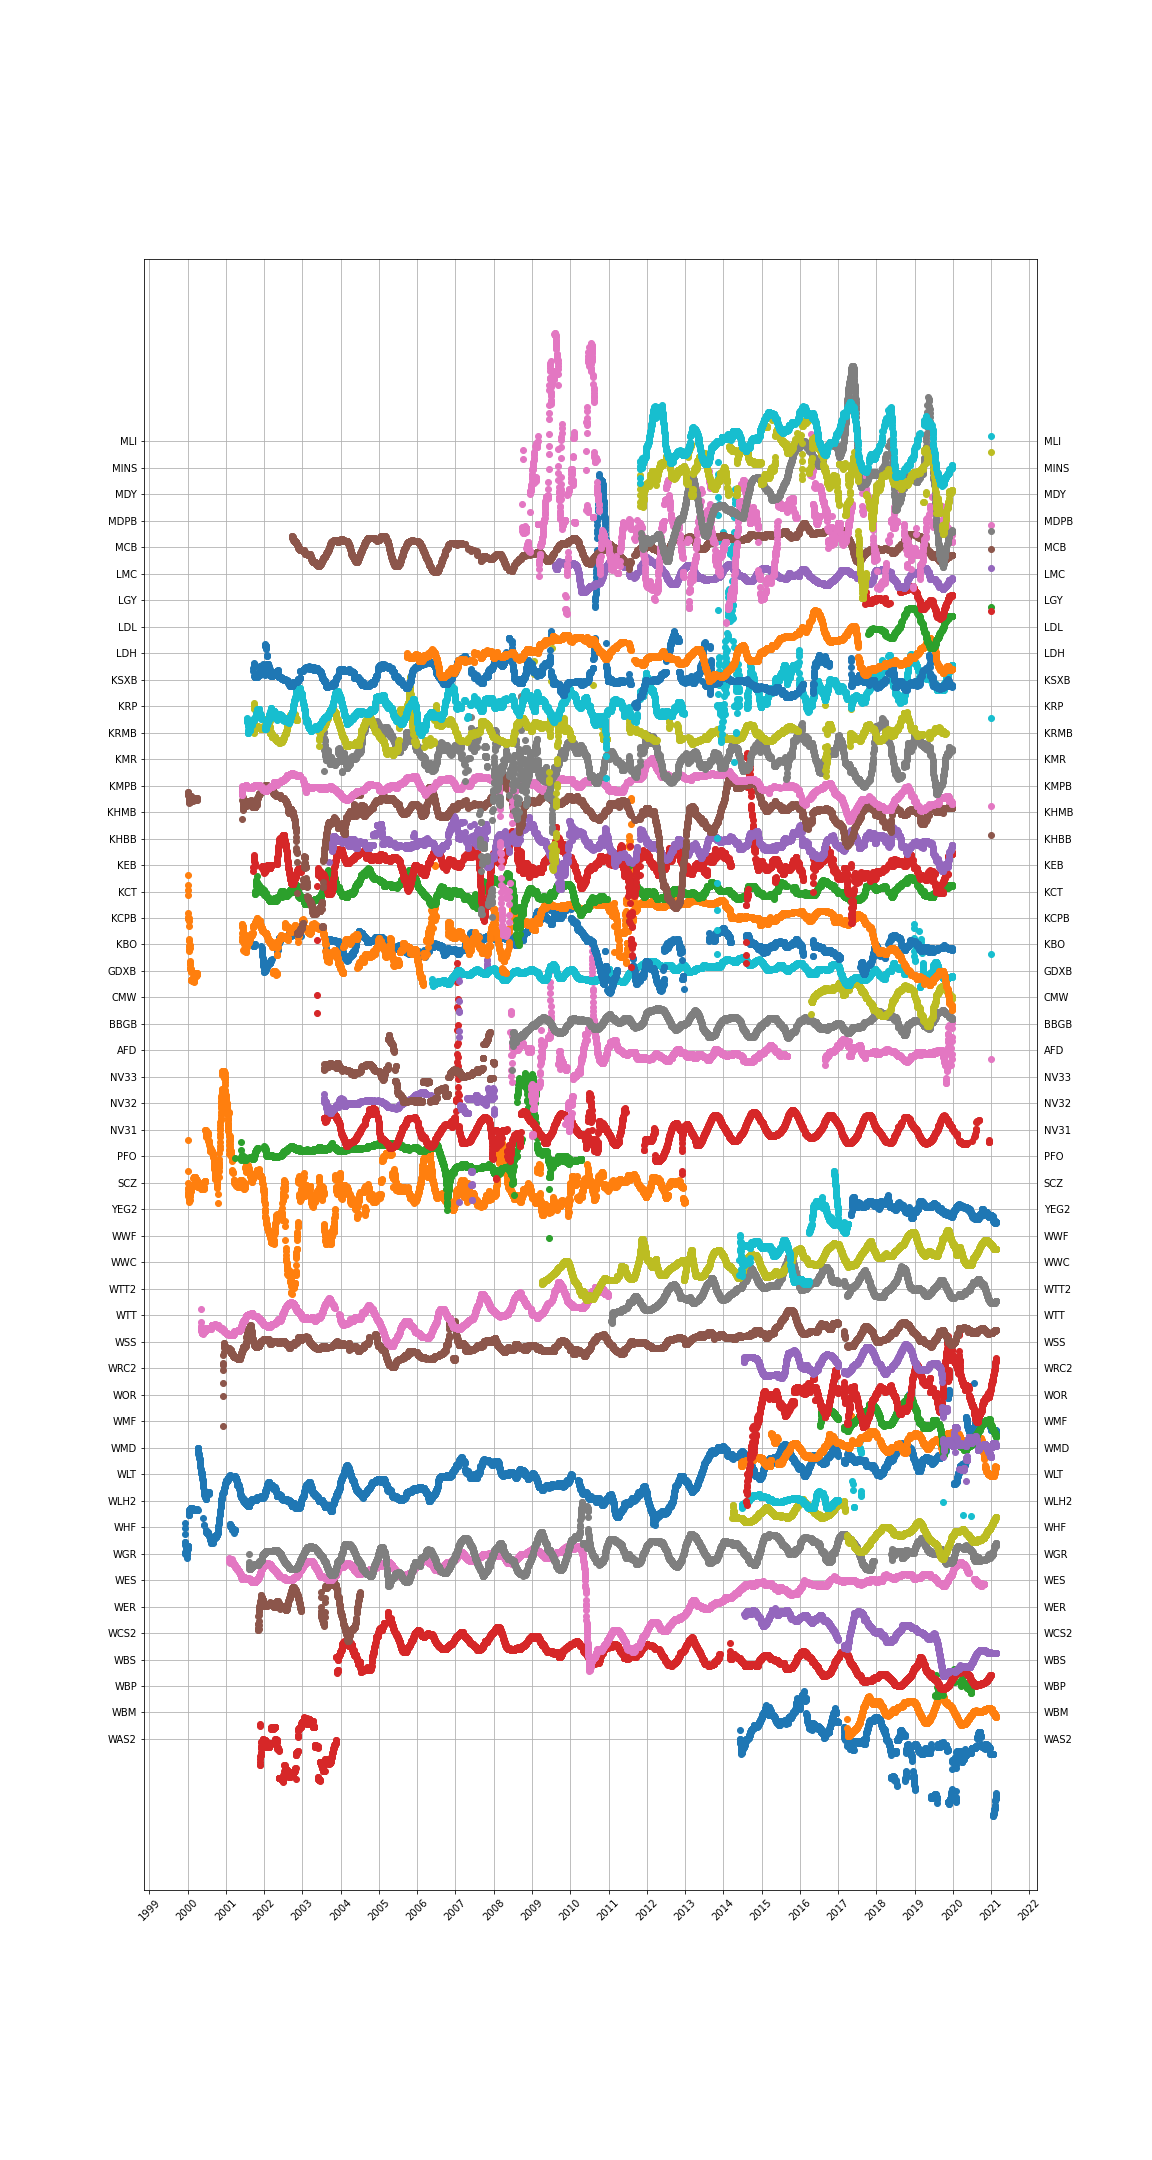 MLI MLI
MINS MINS
MDY MDY
MDPB MDPB
MCB MCB
LMC LMC
LGY LGY
LDL LDL
LDH LDH
KSXB KSXB
KRP KRP
KRMB KRMB
KMR KMR
KMPB KMPB
KHMB KHMB
KHBB KHBB
KEB KEB
KCT KCT
KCPB KCPB
KBO KBO
GDXB GDXB
CMW CMW
BBGB BBGB
AFD AFD
NV33 NV33
NV32 NV32
NV31 NV31
PFO PFO
SCZ SCZ
YEG2 YEG2
WWF WWF
WWC WWC
WTT2 WTT2
WTT WTT
WSS WSS
WRC2 WRC2
WOR WOR
WMF WMF
WMD WMD
WLT WLT
WLH2 WLH2
WHF WHF
WGR WGR
WES WES
WER WER
WCS2 WCS2
WBS WBS
WBP WBP
WBM WBM
WAS2 WAS2
1999 2000 2001 2002 2003 2004 2005 2006 2007 2008 2009 2010 2011 2012 2013 2014 2015 2016 2017 2018 2019 2020 2021 2022